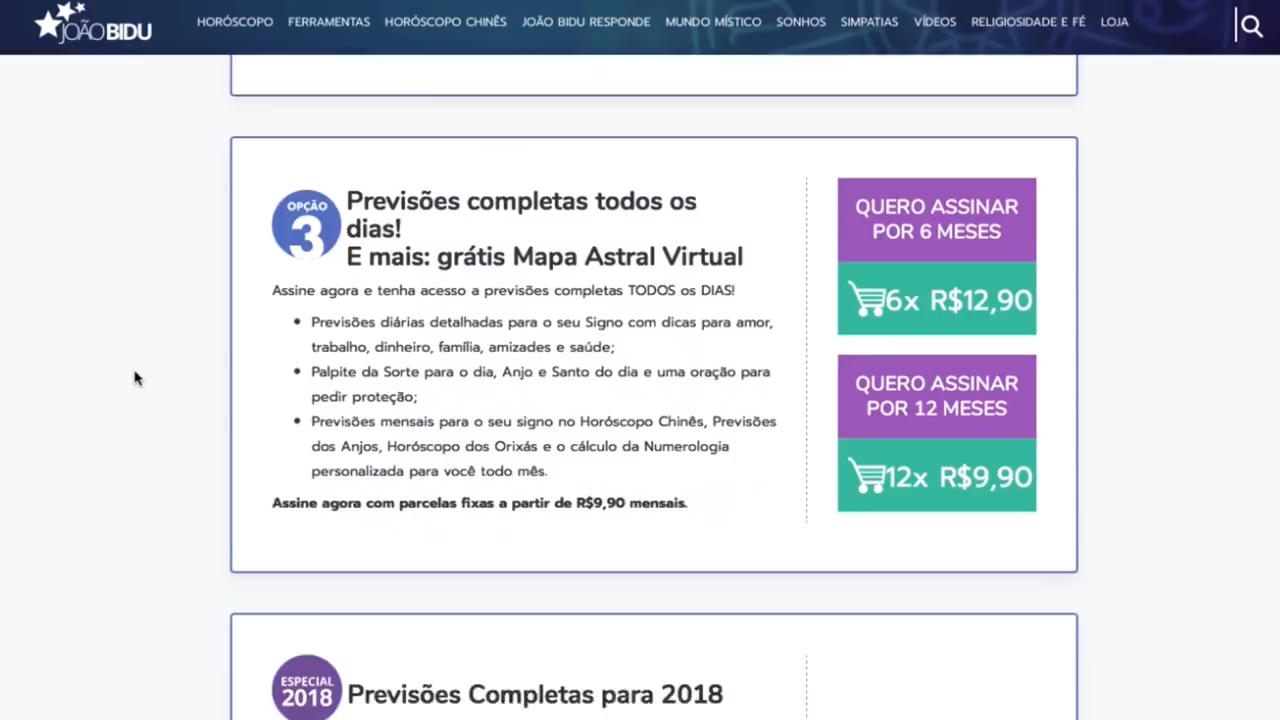 JOÃO BIDU
HORÓSCOPO FERRAMENTAS HORÓSCOPO CHINÊS JOÃO BIDU RESPONDE MUNDO MÍSTICO SONHOS SIMPATIAS VÍDEOS RELIGIOSIDADE E FÉ LOJA
OPÇÃO
3
Previsões completas todos os
dias!
E mais: grátis Mapa Astral Virtual
Assine agora e tenha acesso a previsões completas TODOS os DIAS!
• Previsões diárias detalhadas para o seu Signo com dicas para amor,
trabalho, dinheiro, família, amizades e saúde;
• Palpite da Sorte para o dia, Anjo e Santo do dia e uma oração para
pedir proteção;
• Previsões mensais para o seu signo no Horóscopo Chinês, Previsões
dos Anjos, Horóscopo dos Orixás e o cálculo da Numerologia
personalizada para você todo mês.
Assine agora com parcelas fixas a partir de R$9,90 mensais.
QUERO ASSINAR
POR 6 MESES
6x R$12,90
QUERO ASSINAR
POR 12 MESES
12x R$9,90
ESPECIAL
2018
Previsões Completas para 2018